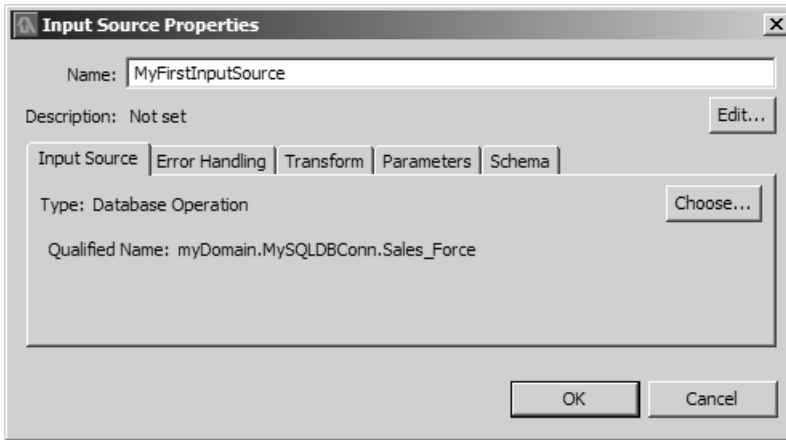 Input Source Properties
Name: MyFirstInputSource
Description: Not set Edit...
Input Source Error Handling Transform Parameters Schema
Type: Database Operation Choose...
Qualified Name: myDomain.MySQLDBConn.Sales_Force
OK Cancel